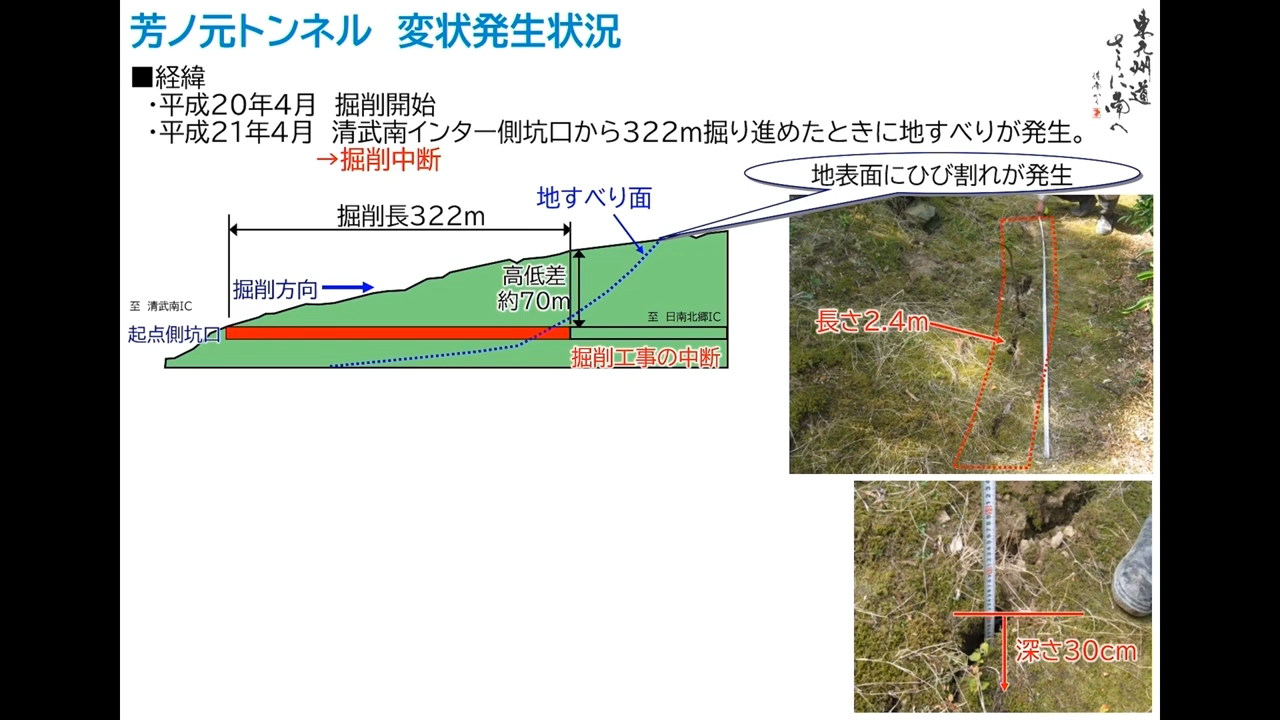 芳ノ元トンネル 変状発生状況
東九州道
さらに南へ
■経緯
・平成20年4月 掘削開始
・平成21年4月 清武南インター側坑口から322m掘り進めたときに地すべりが発生。
→掘削中断
地表面にひび割れが発生
地すべり面
掘削長322m
高低差
約70m
掘削方向
至 清武南IC
至 日南北郷IC
起点側坑口
掘削工事の中断
長さ2.4m
深さ30cm